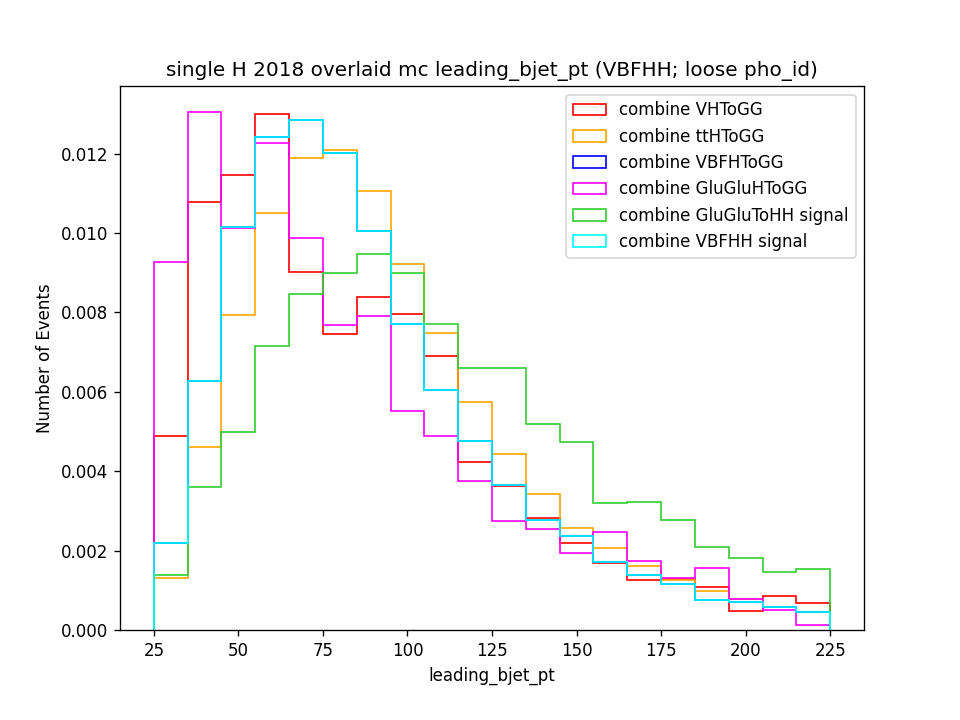 single H 2018 overlaid mc leading_bjet_pt (VBFHH; loose pho_id)
combine VHToGG
combine ttHToGG
combine VBFHToGG
combine GluGluHToGG
combine GluGluToHH signal
combine VBFHH signal
Number of Events
0.012
0.010
0.008
0.006
0.004
0.002
0.000
25 50 75 100 125 150 175 200 225
leading_bjet_pt